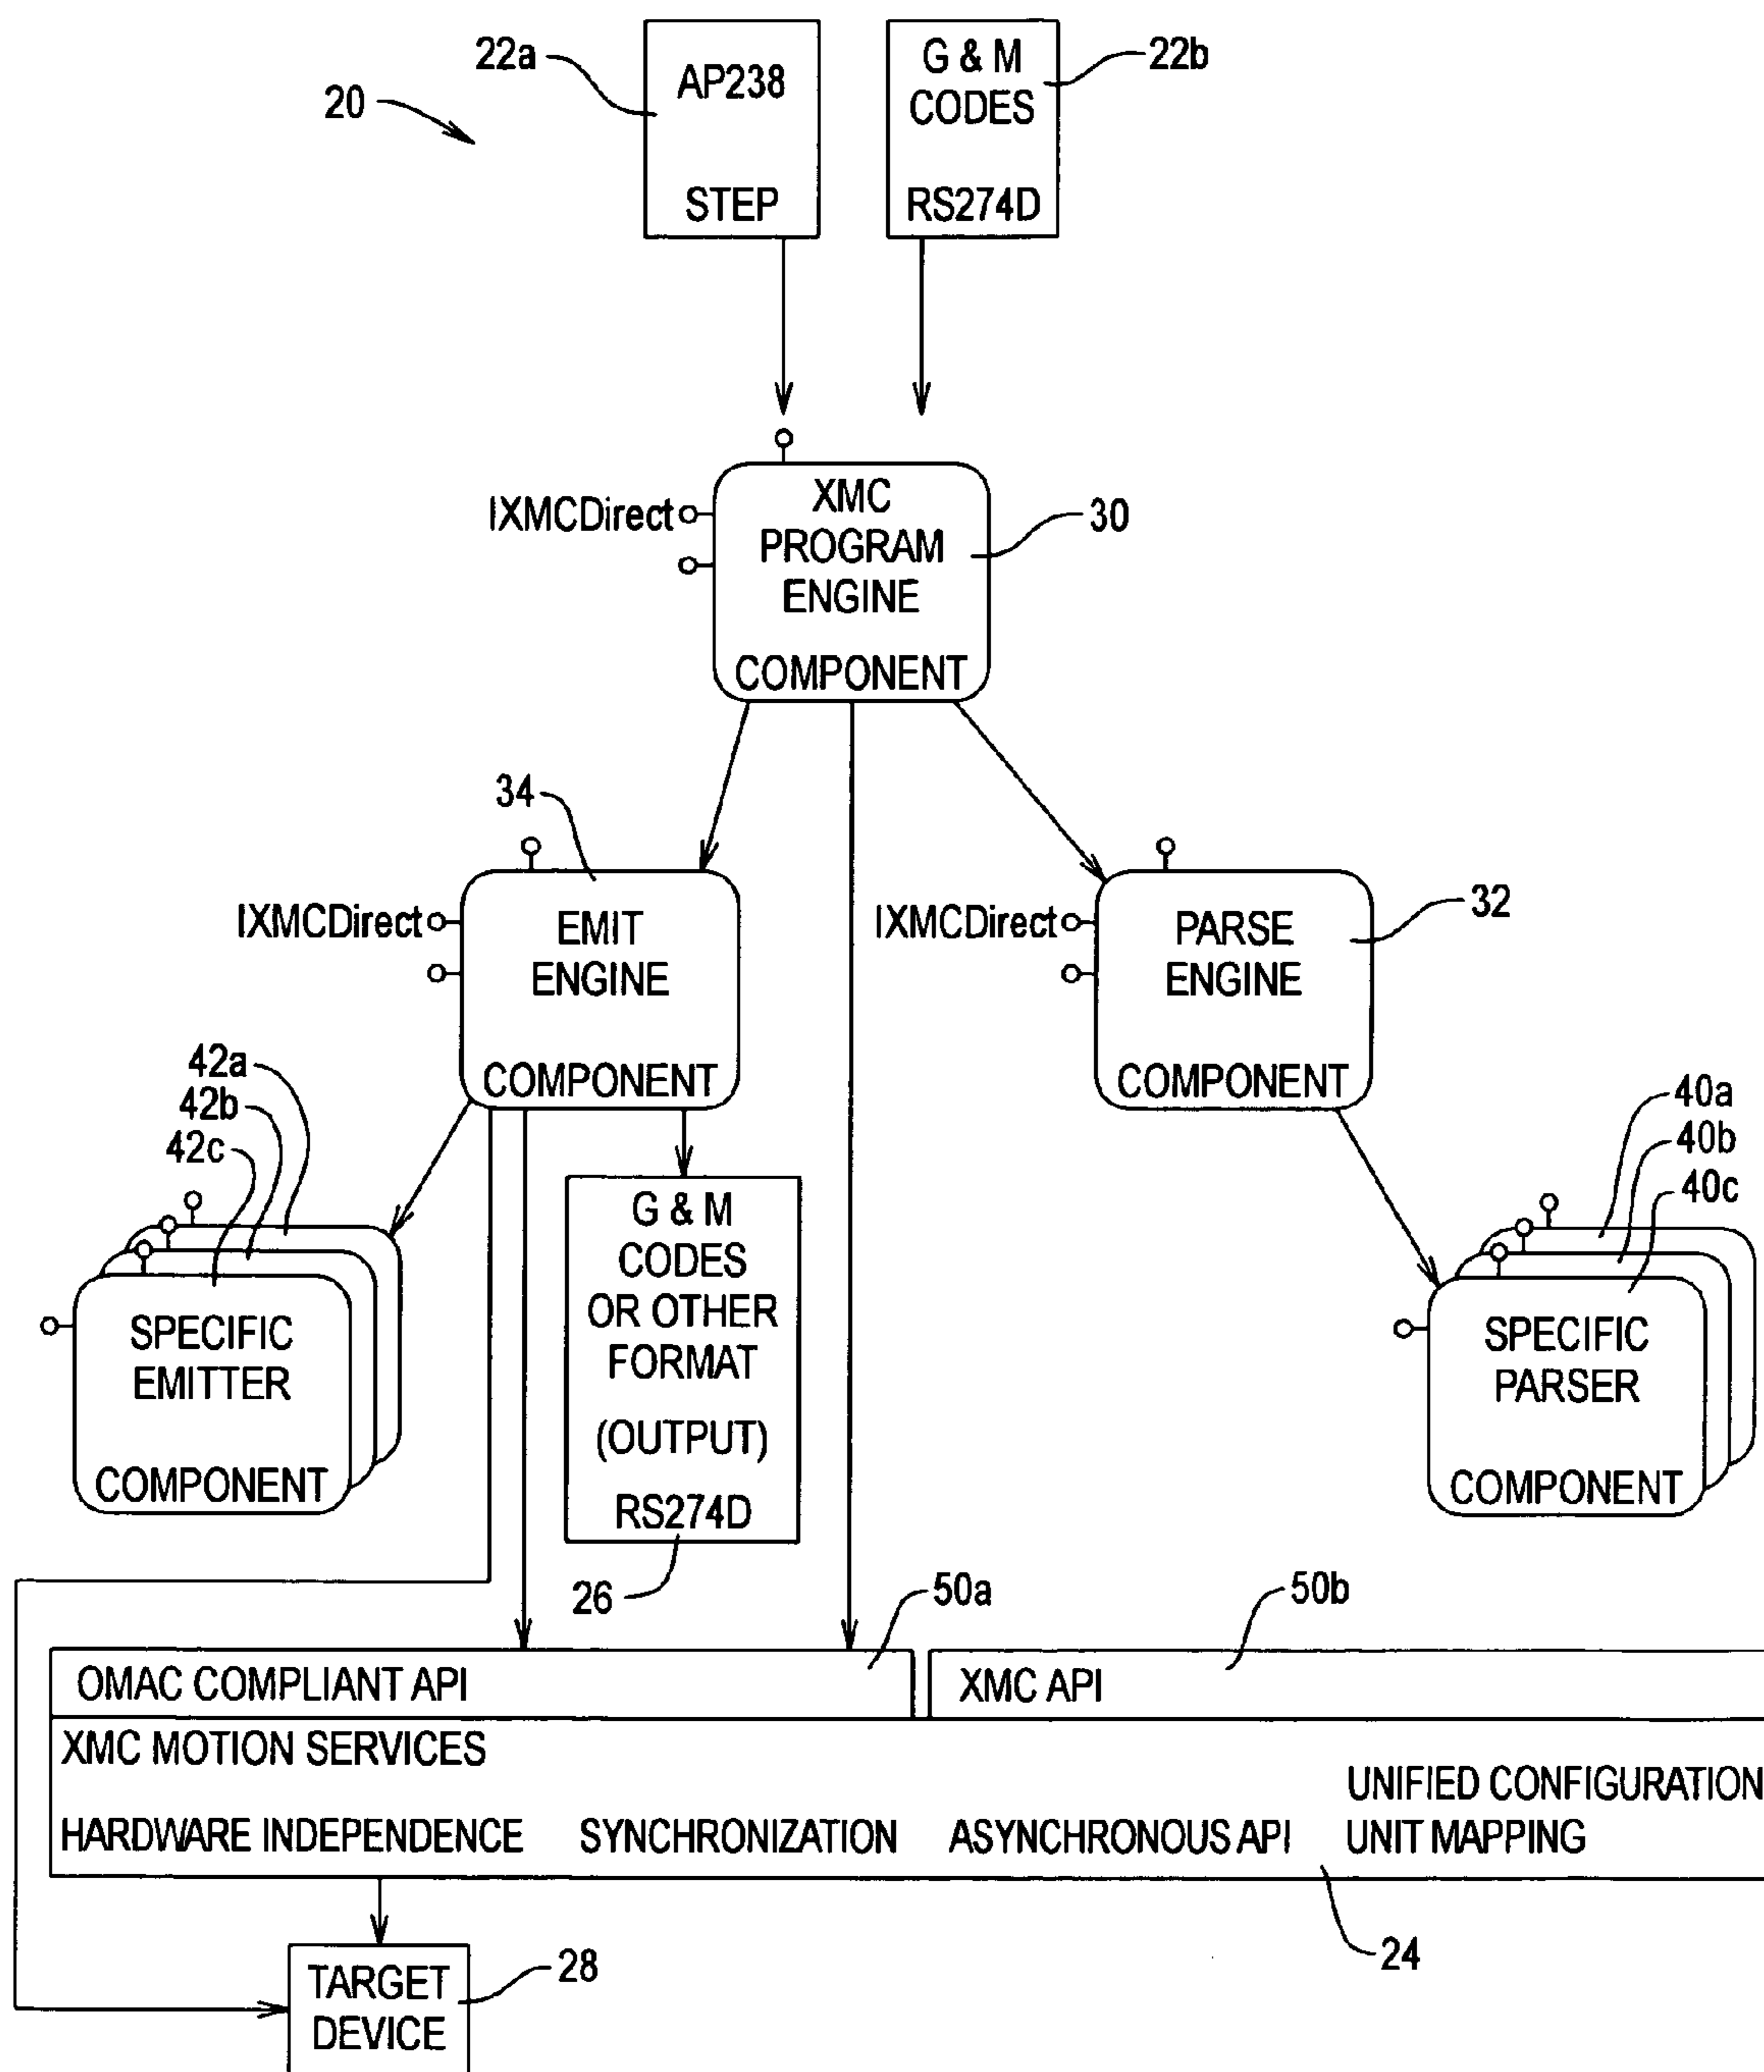 22a
AP238
STEP
G & M
CODES
RS274D
22b
20
IXMCDirect
XMC
PROGRAM
ENGINE
COMPONENT
30
34
IXMCDirect
EMIT
ENGINE
COMPONENT
IXMCDirect
PARSE
ENGINE
COMPONENT
32
42a
42b
42c
SPECIFIC
EMITTER
COMPONENT
G & M
CODES
OR OTHER
FORMAT
(OUTPUT)
RS274D
26
40a
40b
40c
SPECIFIC
PARSER
COMPONENT
50a
50b
OMAC COMPLIANT API
XMC API
XMC MOTION SERVICES
HARDWARE INDEPENDENCE
SYNCHRONIZATION
ASYNCHRONOUS API
UNIFIED CONFIGURATION
UNIT MAPPING
24
TARGET
DEVICE
28